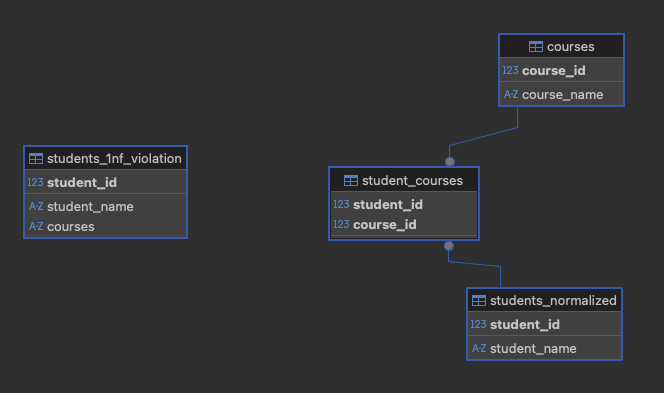 courses
123 course_id
A-Z course_name
students_1nf_violation
123 student_id
A-Z student_name
A-Z courses
student_courses
123 student_id
123 course_id
students_normalized
123 student_id
A-Z student_name